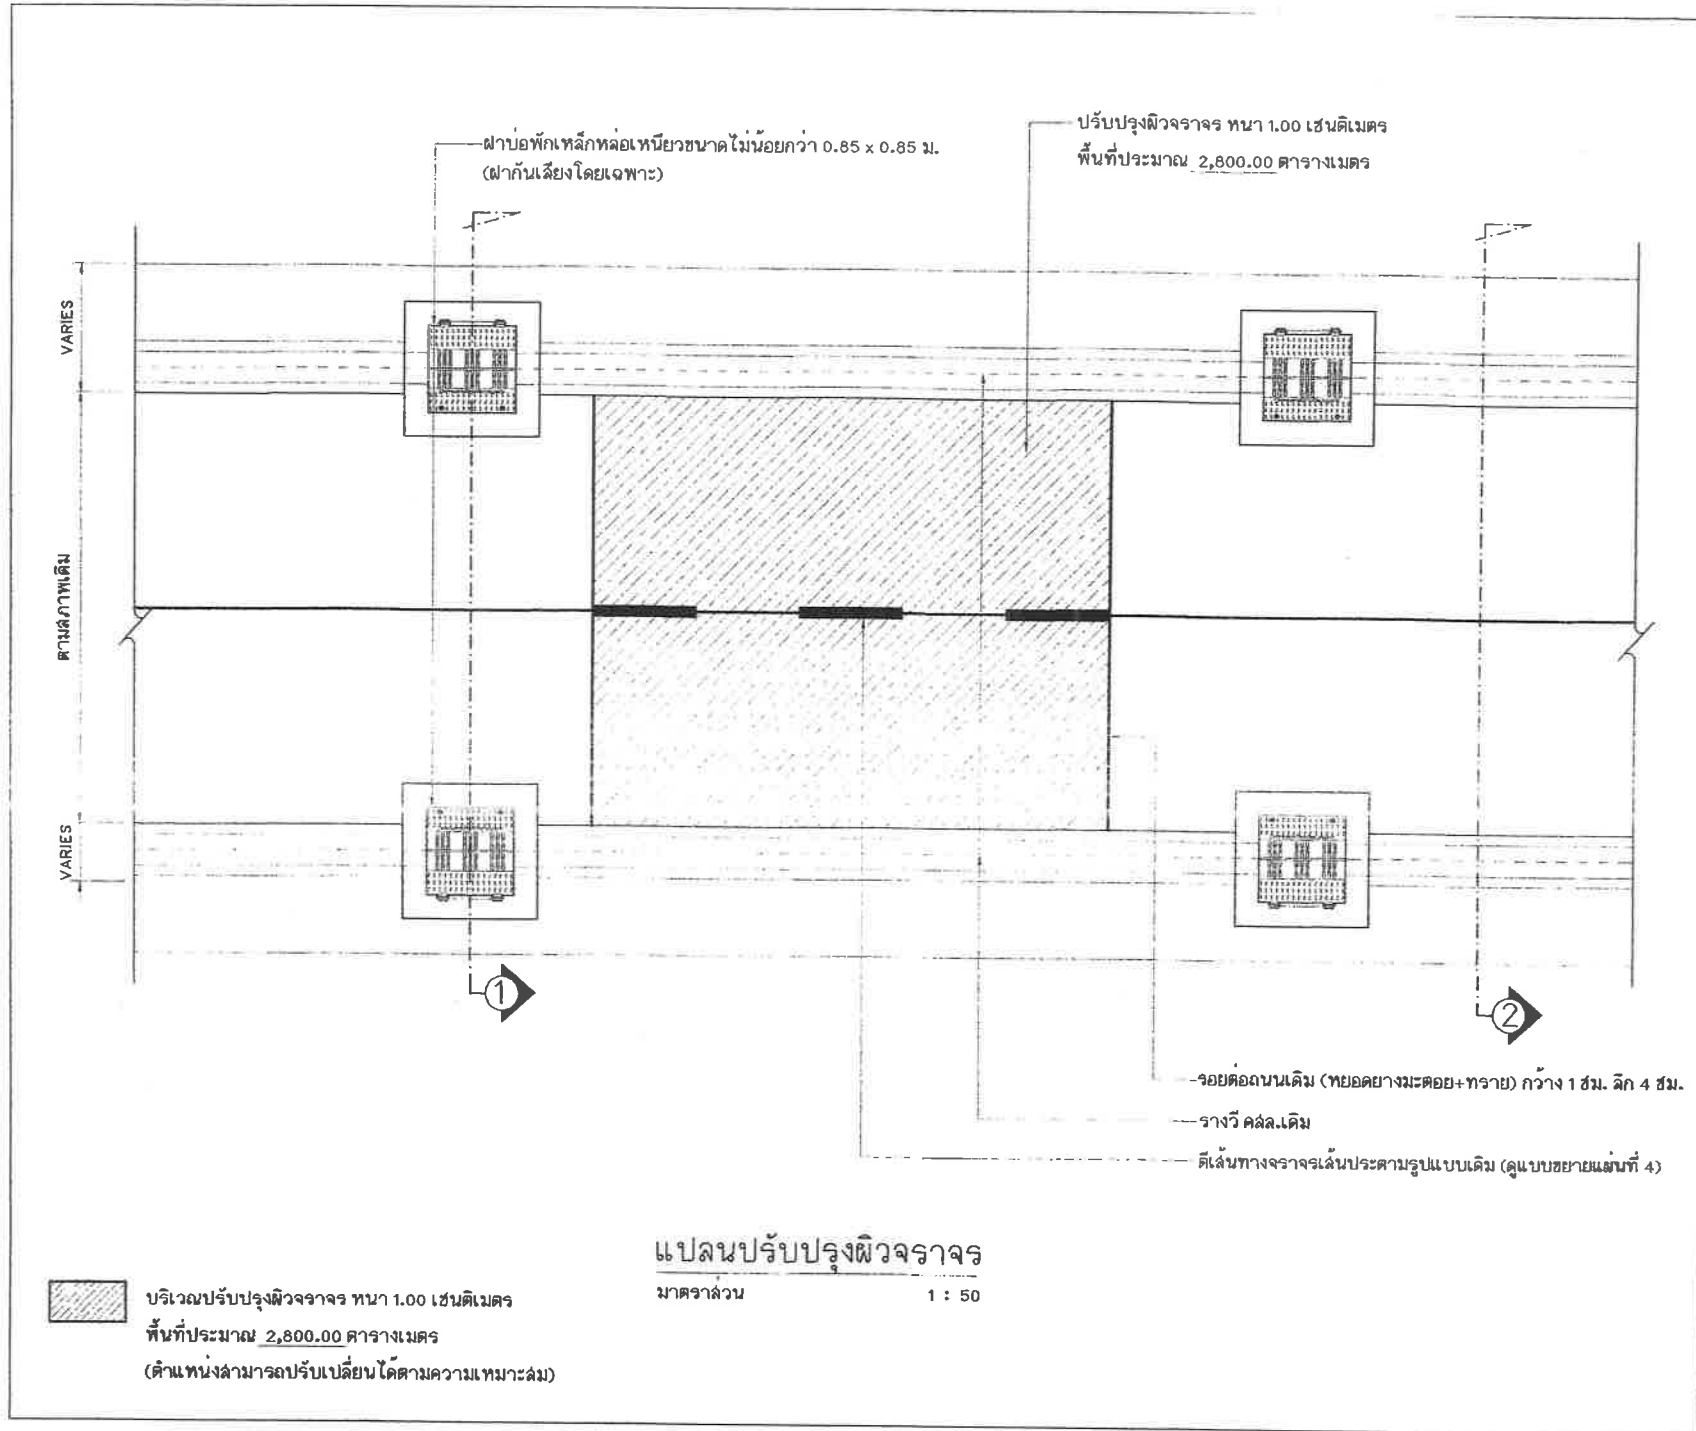 ฝาบ่อพักเหล็กหล่อเหนียวขนาดไม่น้อยกว่า 0.85 x 0.85 ม.
(ฝากันเสียงโดยเฉพาะ)
ปรับปรุงผิวจราจร หนา 1.00 เซนติเมตร
พื้นที่ประมาณ 2,800.00 ตารางเมตร
VARIES
ตามสภาพเดิม
VARIES
1
2
รอยต่อถนนเดิม (หยอดยางมะตอย+ทราย) กว้าง 1 ซม. ลึก 4 ซม.
รางวี คสล.เดิม
ตีเส้นทางจราจรเส้นประตามรูปแบบเดิม (ดูแบบขยายแผ่นที่ 4)
แปลนปรับปรุงผิวจราจร
มาตราส่วน 1 : 50
บริเวณปรับปรุงผิวจราจร หนา 1.00 เซนติเมตร
พื้นที่ประมาณ 2,800.00 ตารางเมตร
(ตำแหน่งสามารถปรับเปลี่ยนได้ตามความเหมาะสม)